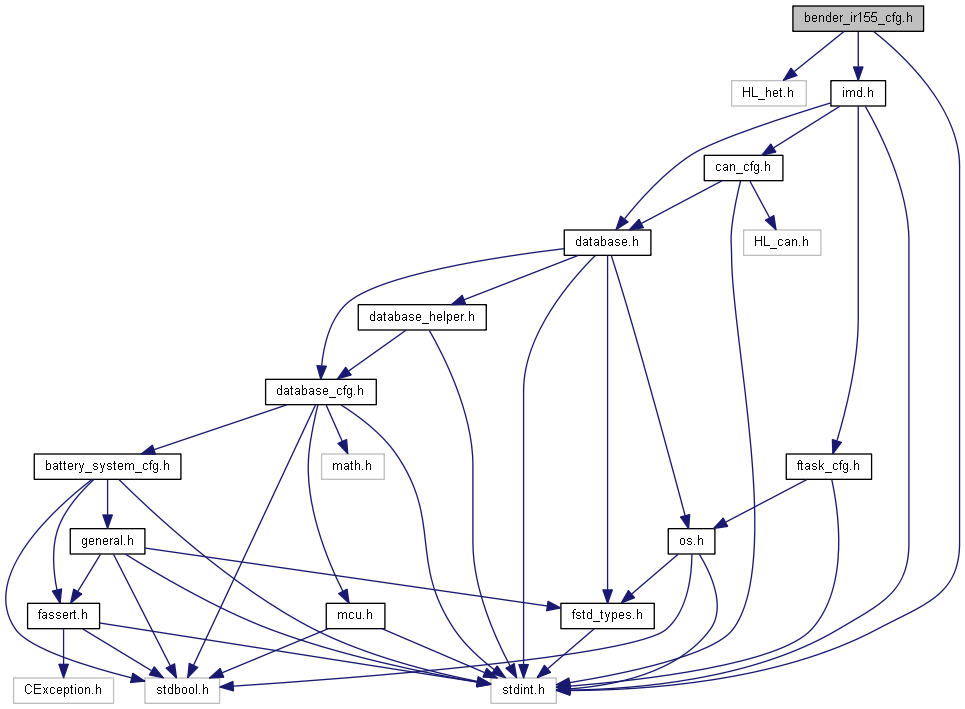 bender_ir155_cfg.h
HL_het.h
imd.h
can_cfg.h
database.h
HL_can.h
database_helper.h
database_cfg.h
battery_system_cfg.h
math.h
ftask_cfg.h
general.h
os.h
fassert.h
mcu.h
fstd_types.h
CException.h
stdbool.h
stdint.h